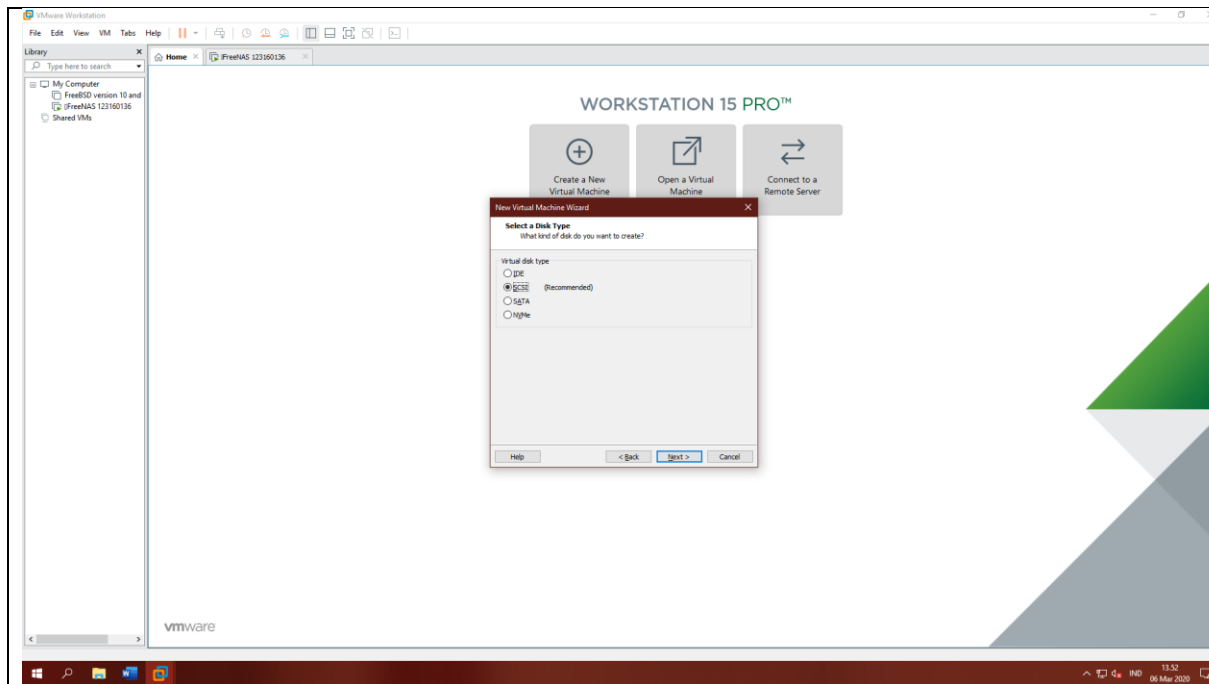 VMware Workstation
File Edit View VM Tabs Help
Library
Home
FreeNAS 123160136
Type here to search
My Computer
FreeBSD version 10 and
FreeNAS 123160136
Shared VMs
WORKSTATION 15 PRO™
Create a New
Virtual Machine
Open a Virtual
Machine
Connect to a
Remote Server
New Virtual Machine Wizard
Select a Disk Type
What kind of disk do you want to create?
Virtual disk type
IDE
SCSI (Recommended)
SATA
NVMe
Help < Back Next > Cancel
vmware
IND
13.52
06 Mar 2020